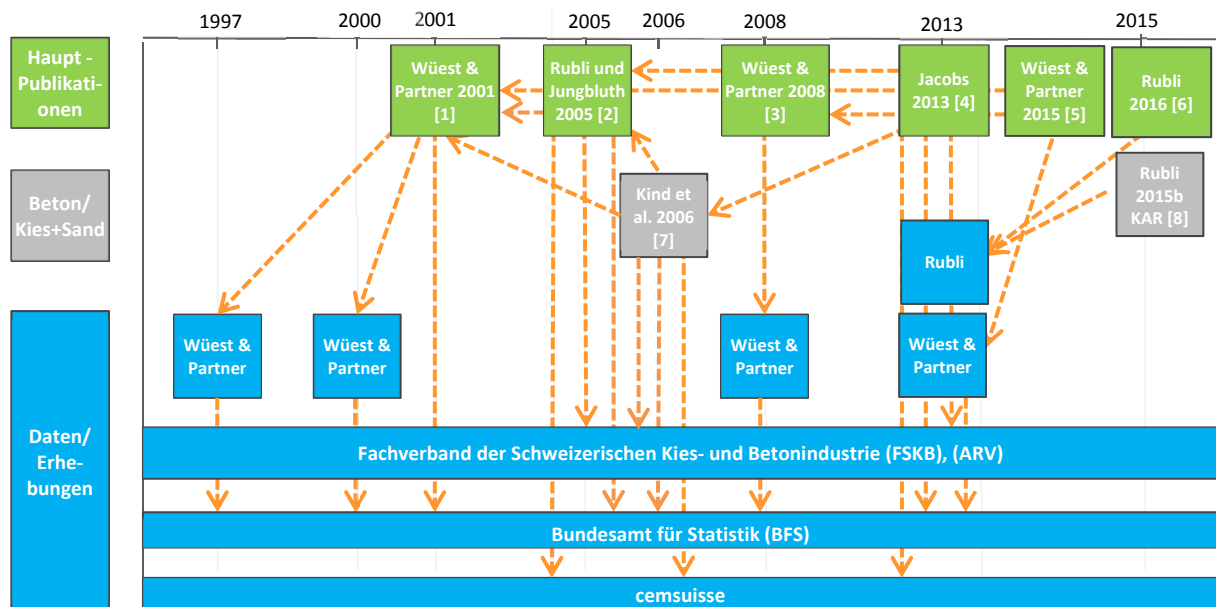 1997
2000
2001
2005
2006
2008
2013
2015
Haupt -
Publikati-
onen
Wüest &
Partner 2001
[1]
Rubli und
Jungbluth
2005 [2]
Wüest &
Partner 2008
[3]
Jacobs
2013 [4]
Wüest &
Partner
2015 [5]
Rubli
2016 [6]
Beton/
Kies+Sand
Kind et
al. 2006
[7]
Rubli
2015b
KAR [8]
Rubli
Daten/
Erhe-
bungen
Wüest &
Partner
Wüest &
Partner
Wüest &
Partner
Wüest &
Partner
Fachverband der Schweizerischen Kies- und Betonindustrie (FSKB), (ARV)
Bundesamt für Statistik (BFS)
cemsuisse